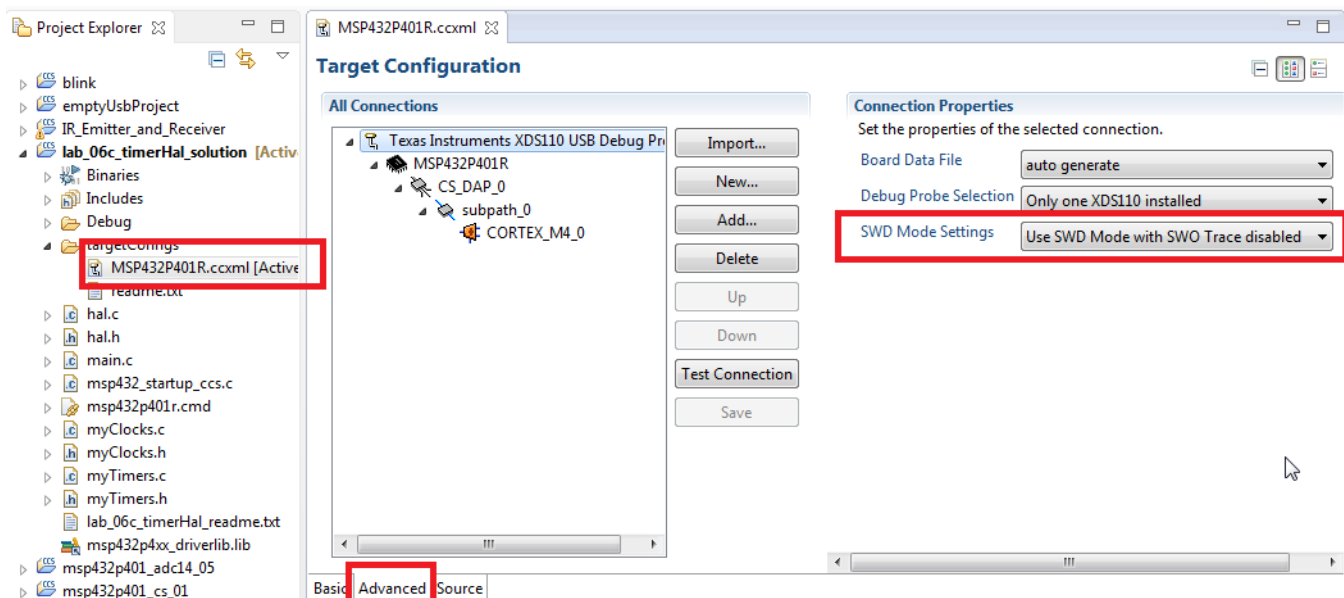 Project Explorer
blink
emptyUsbProject
IR_Emitter_and_Receiver
lab_06c_timerHal_solution [Activ
Binaries
Includes
Debug
targetConfigs
MSP432P401R.ccxml [Active
readme.txt
hal.c
hal.h
main.c
msp432_startup_ccs.c
msp432p401r.cmd
myClocks.c
myClocks.h
myTimers.c
myTimers.h
lab_06c_timerHal_readme.txt
msp432p4xx_driverlib.lib
msp432p401_adc14_05
msp432p401_cs_01
MSP432P401R.ccxml
Target Configuration
All Connections
Texas Instruments XDS110 USB Debug Pr
MSP432P401R
CS_DAP_0
subpath_0
CORTEX_M4_0
Import...
New...
Add...
Delete
Up
Down
Test Connection
Save
Connection Properties
Set the properties of the selected connection.
Board Data File auto generate
Debug Probe Selection Only one XDS110 installed
SWD Mode Settings Use SWD Mode with SWO Trace disabled
Basic Advanced Source